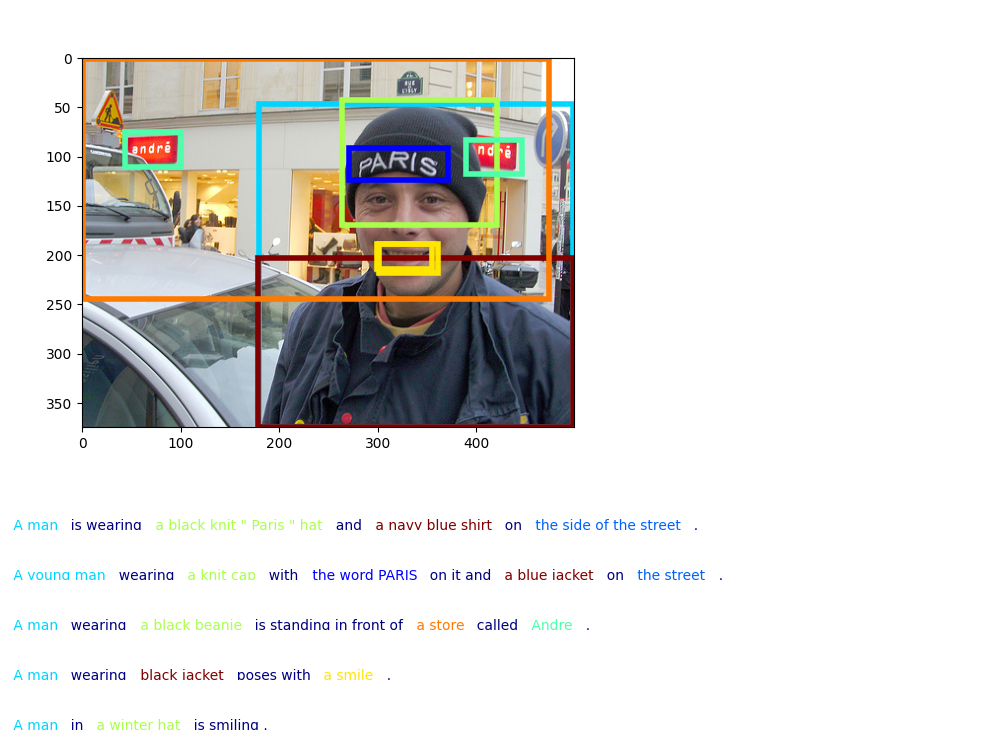 0
50
100
150
200
250
300
350
0 100 200 300 400
RUE
DE
L'ISLY
andré
PARIS
andré
A man is wearing a black knit " Paris " hat and a navy blue shirt on the side of the street .
A young man wearing a knit cap with the word PARIS on it and a blue jacket on the street .
A man wearing a black beanie is standing in front of a store called Andre .
A man wearing black jacket poses with a smile .
A man in a winter hat is smiling .